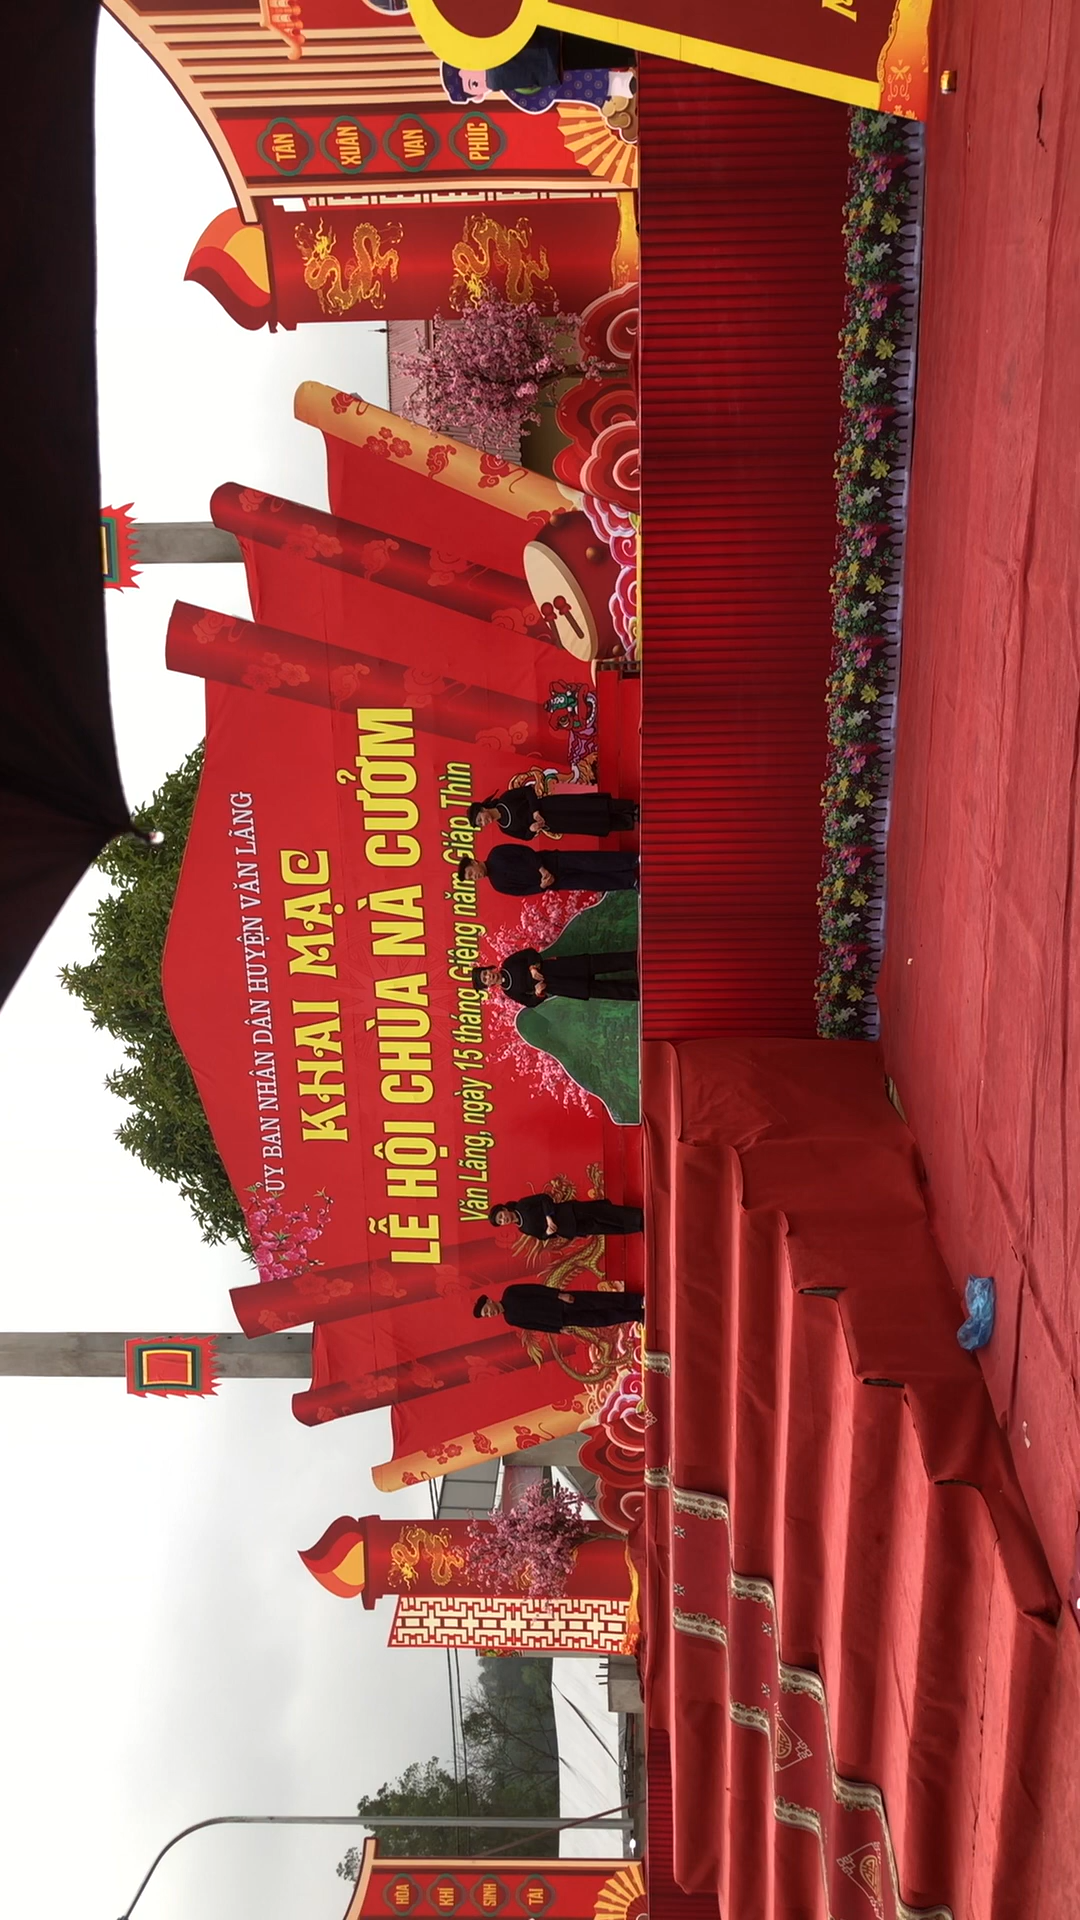 ỦY BAN NHÂN DÂN HUYỆN VĂN LÃNG
KHAI MẠC
LỄ HỘI CHÙA NÀ CƯỞM
Văn Lãng, ngày 15 tháng Giêng năm Giáp Thìn
HÒA
KHÍ
SINH
TÀI
TÂN
XUÂN
VẠN
PHÚC